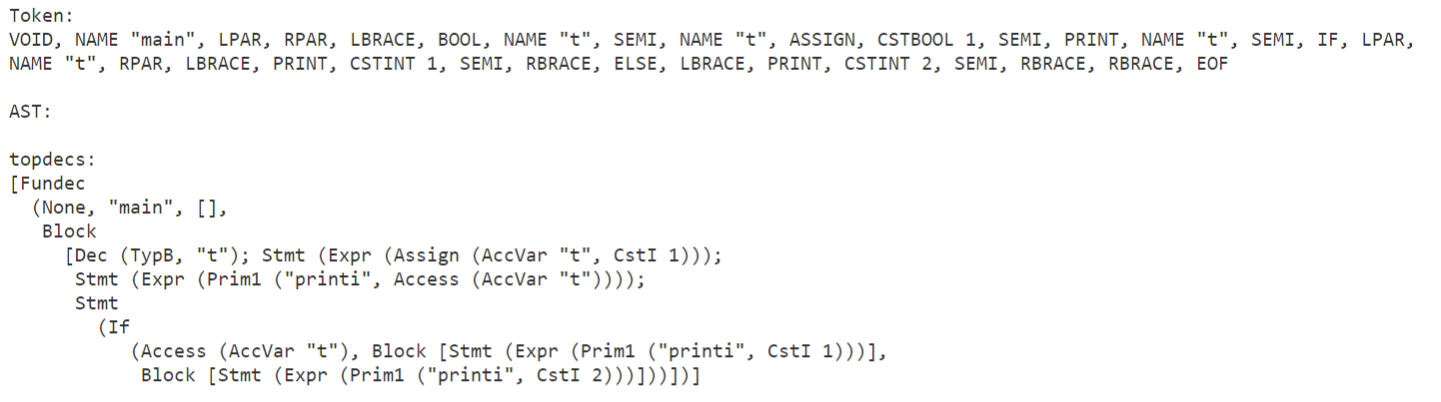 Token:
VOID, NAME "main", LPAR, RPAR, LBRACE, BOOL, NAME "t", SEMI, NAME "t", ASSIGN, CSTBOOL 1, SEMI, PRINT, NAME "t", SEMI, IF, LPAR,
NAME "t", RPAR, LBRACE, PRINT, CSTINT 1, SEMI, RBRACE, ELSE, LBRACE, PRINT, CSTINT 2, SEMI, RBRACE, RBRACE, EOF
AST:
topdecs:
[Fundec
(None, "main", [],
Block
[Dec (TypB, "t"); Stmt (Expr (Assign (AccVar "t", CstI 1)));
Stmt (Expr (Prim1 ("printi", Access (AccVar "t"))));
Stmt
(If
(Access (AccVar "t"), Block [Stmt (Expr (Prim1 ("printi", CstI 1)))],
Block [Stmt (Expr (Prim1 ("printi", CstI 2)))]))])]